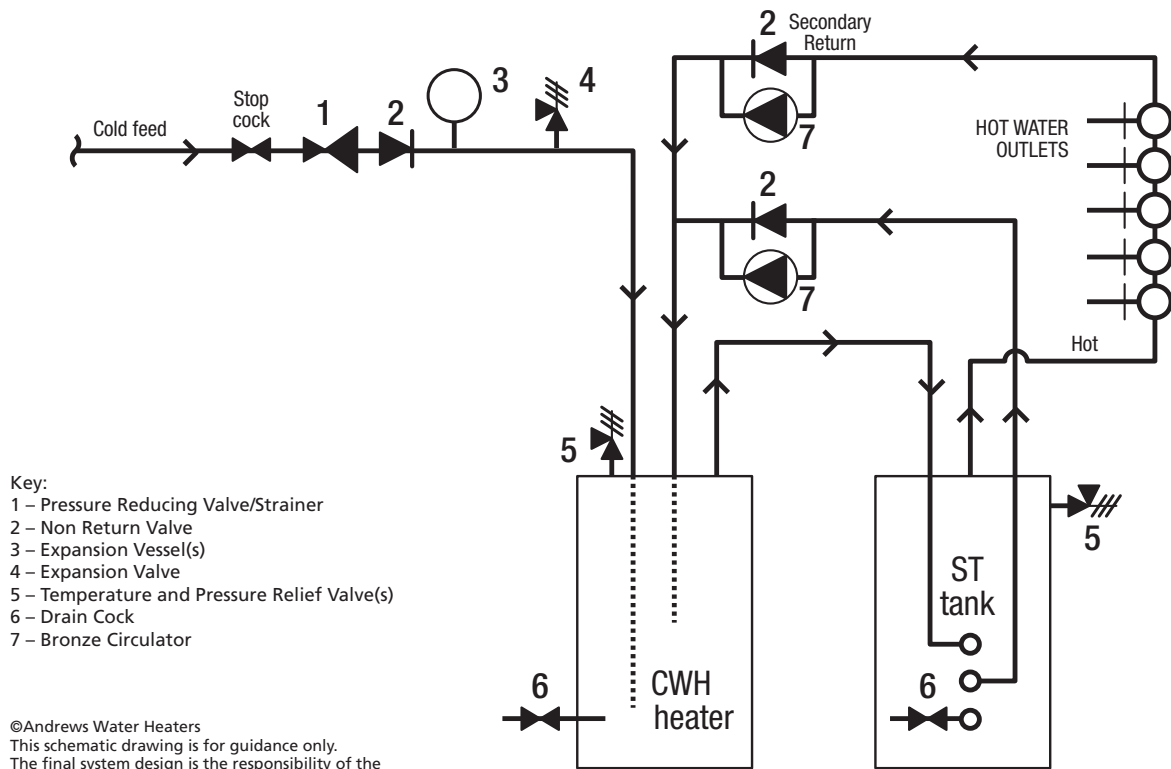 2
Secondary
Return
3
4
Stop
cock
1
2
Cold feed
7
HOT WATER
OUTLETS
2
7
Hot
5
5
Key:
1 – Pressure Reducing Valve/Strainer
2 – Non Return Valve
3 – Expansion Vessel(s)
4 – Expansion Valve
5 – Temperature and Pressure Relief Valve(s)
6 – Drain Cock
7 – Bronze Circulator
ST
tank
6
CWH
heater
6
©Andrews Water Heaters
This schematic drawing is for guidance only.
The final system design is the responsibility of the